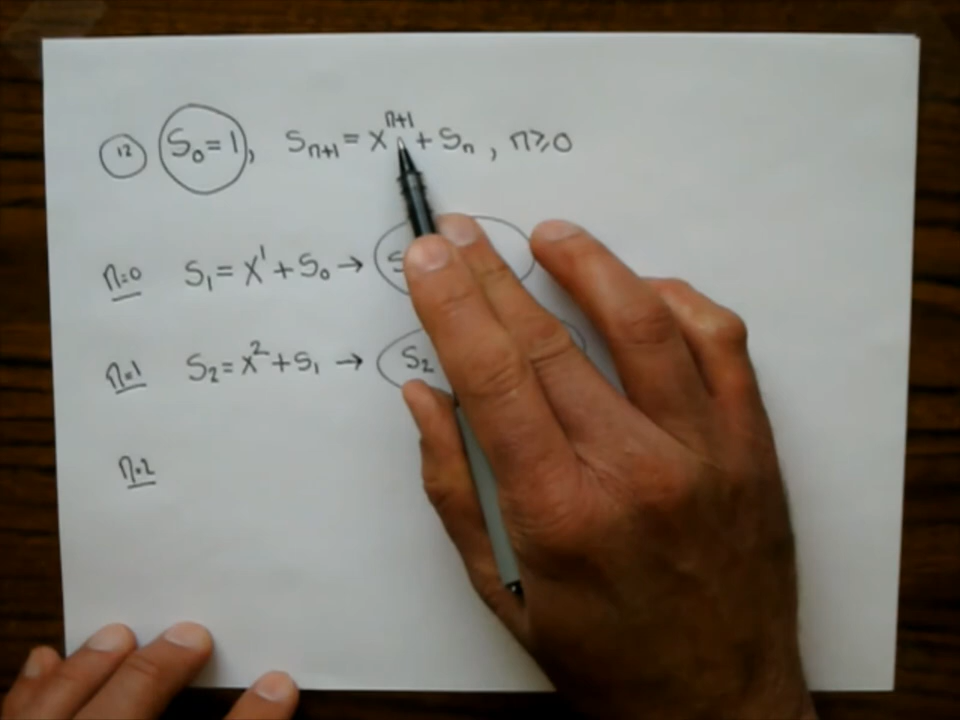 12 S₀ = 1, Sₙ₊₁ = xⁿ⁺¹ + Sₙ , n ≥ 0
n=0 S₁ = x¹ + S₀ → S
n=1 S₂ = x² + S₁ → S₂
n=2